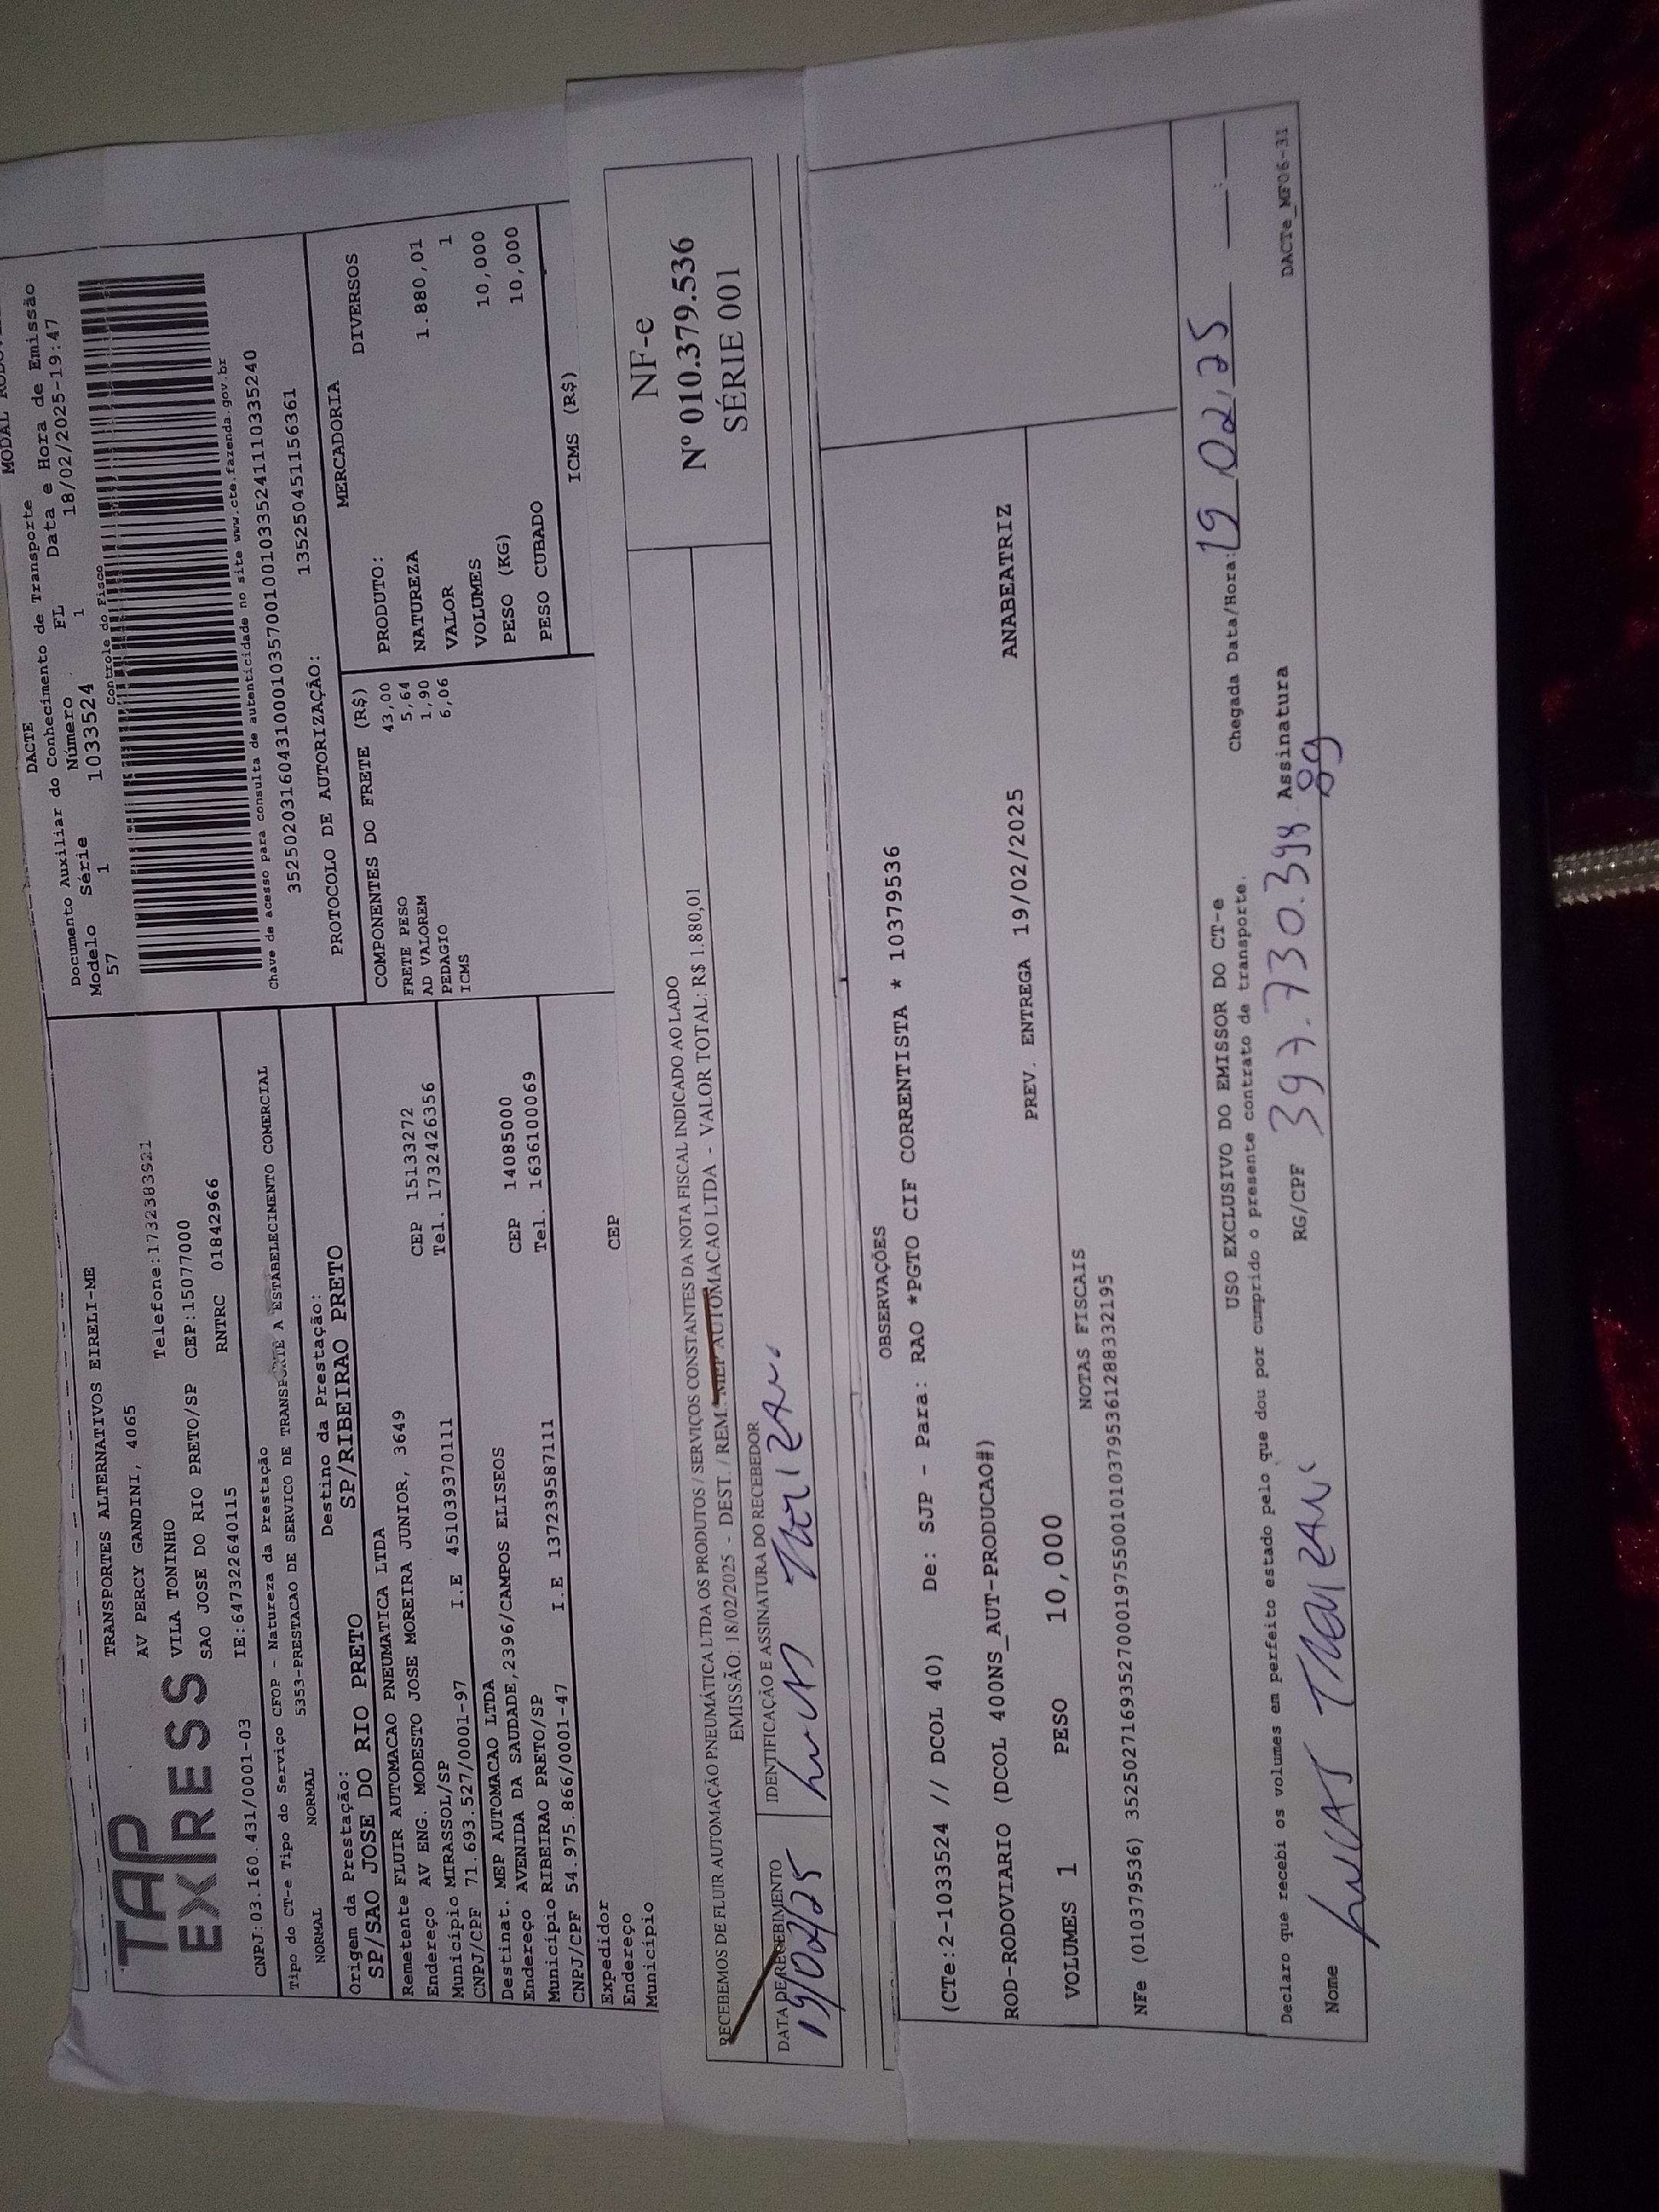 DACTE
Documento Auxiliar do Conhecimento de Transporte
Modelo Série Número FL Data e Hora de Emissão
57 1 1033524 1 18/02/2025-19:47
Controle do Fisco
TAP EXPRESS
TRANSPORTES ALTERNATIVOS EIRELI-ME
AV PERCY GANDINI, 4065
VILA TONINHO Telefone:1732383921
SAO JOSE DO RIO PRETO/SP CEP:15077000
CNPJ:03.160.431/0001-03 IE:647322640115 RNTRC 01842966
Chave de acesso para consulta de autenticidade no site www.cte.fazenda.gov.br
35250203160431000103570010010335241110335240
PROTOCOLO DE AUTORIZAÇÃO: 135250451156361
Tipo do CT-e Tipo do Serviço CFOP - Natureza da Prestação
NORMAL NORMAL 5353-PRESTACAO DE SERVICO DE TRANSPORTE A ESTABELECIMENTO COMERCIAL
Origem da Prestação: Destino da Prestação:
SP/SAO JOSE DO RIO PRETO SP/RIBEIRAO PRETO
Remetente FLUIR AUTOMACAO PNEUMATICA LTDA
Endereço AV ENG. MODESTO JOSE MOREIRA JUNIOR, 3649
Município MIRASSOL/SP CEP 15133272
CNPJ/CPF 71.693.527/0001-97 I.E 451039370111 Tel. 1732426356
Destinat. MEP AUTOMACAO LTDA
Endereço AVENIDA DA SAUDADE,2396/CAMPOS ELISEOS
Município RIBEIRAO PRETO/SP CEP 14085000
CNPJ/CPF 54.975.866/0001-47 I.E 137239587111 Tel. 1636100069
Expedidor
Endereço
Município CEP
COMPONENTES DO FRETE (R$)
FRETE PESO 43,00
AD VALOREM 5,64
PEDAGIO 1,90
ICMS 6,06
MERCADORIA
PRODUTO: DIVERSOS
NATUREZA
VALOR 1.880,01
VOLUMES 1
PESO (KG) 10,000
PESO CUBADO 10,000
ICMS (R$)
RECEBEMOS DE FLUIR AUTOMAÇÃO PNEUMÁTICA LTDA OS PRODUTOS / SERVIÇOS CONSTANTES DA NOTA FISCAL INDICADO AO LADO
EMISSÃO: 18/02/2025 - DEST. / REM.: MEP AUTOMACAO LTDA - VALOR TOTAL: R$ 1.880,01
DATA DE RECEBIMENTO IDENTIFICAÇÃO E ASSINATURA DO RECEBEDOR
19/02/25
NF-e
Nº 010.379.536
SÉRIE 001
OBSERVAÇÕES
(CTe:2-1033524 // DCOL 40) De: SJP - Para: RAO *PGTO CIF CORRENTISTA * 10379536
ROD-RODOVIARIO (DCOL 400NS_AUT-PRODUCAO#) PREV. ENTREGA 19/02/2025 ANABEATRIZ
VOLUMES 1 PESO 10,000
NOTAS FISCAIS
NFe (010379536) 35250271693527000197550010103795361288332195
USO EXCLUSIVO DO EMISSOR DO CT-e
Declaro que recebi os volumes em perfeito estado pelo que dou por cumprido o presente contrato de transporte. Chegada Data/Hora: 19 02 25
Nome RG/CPF 397.730.398 89 Assinatura
DACTe_MF06-31